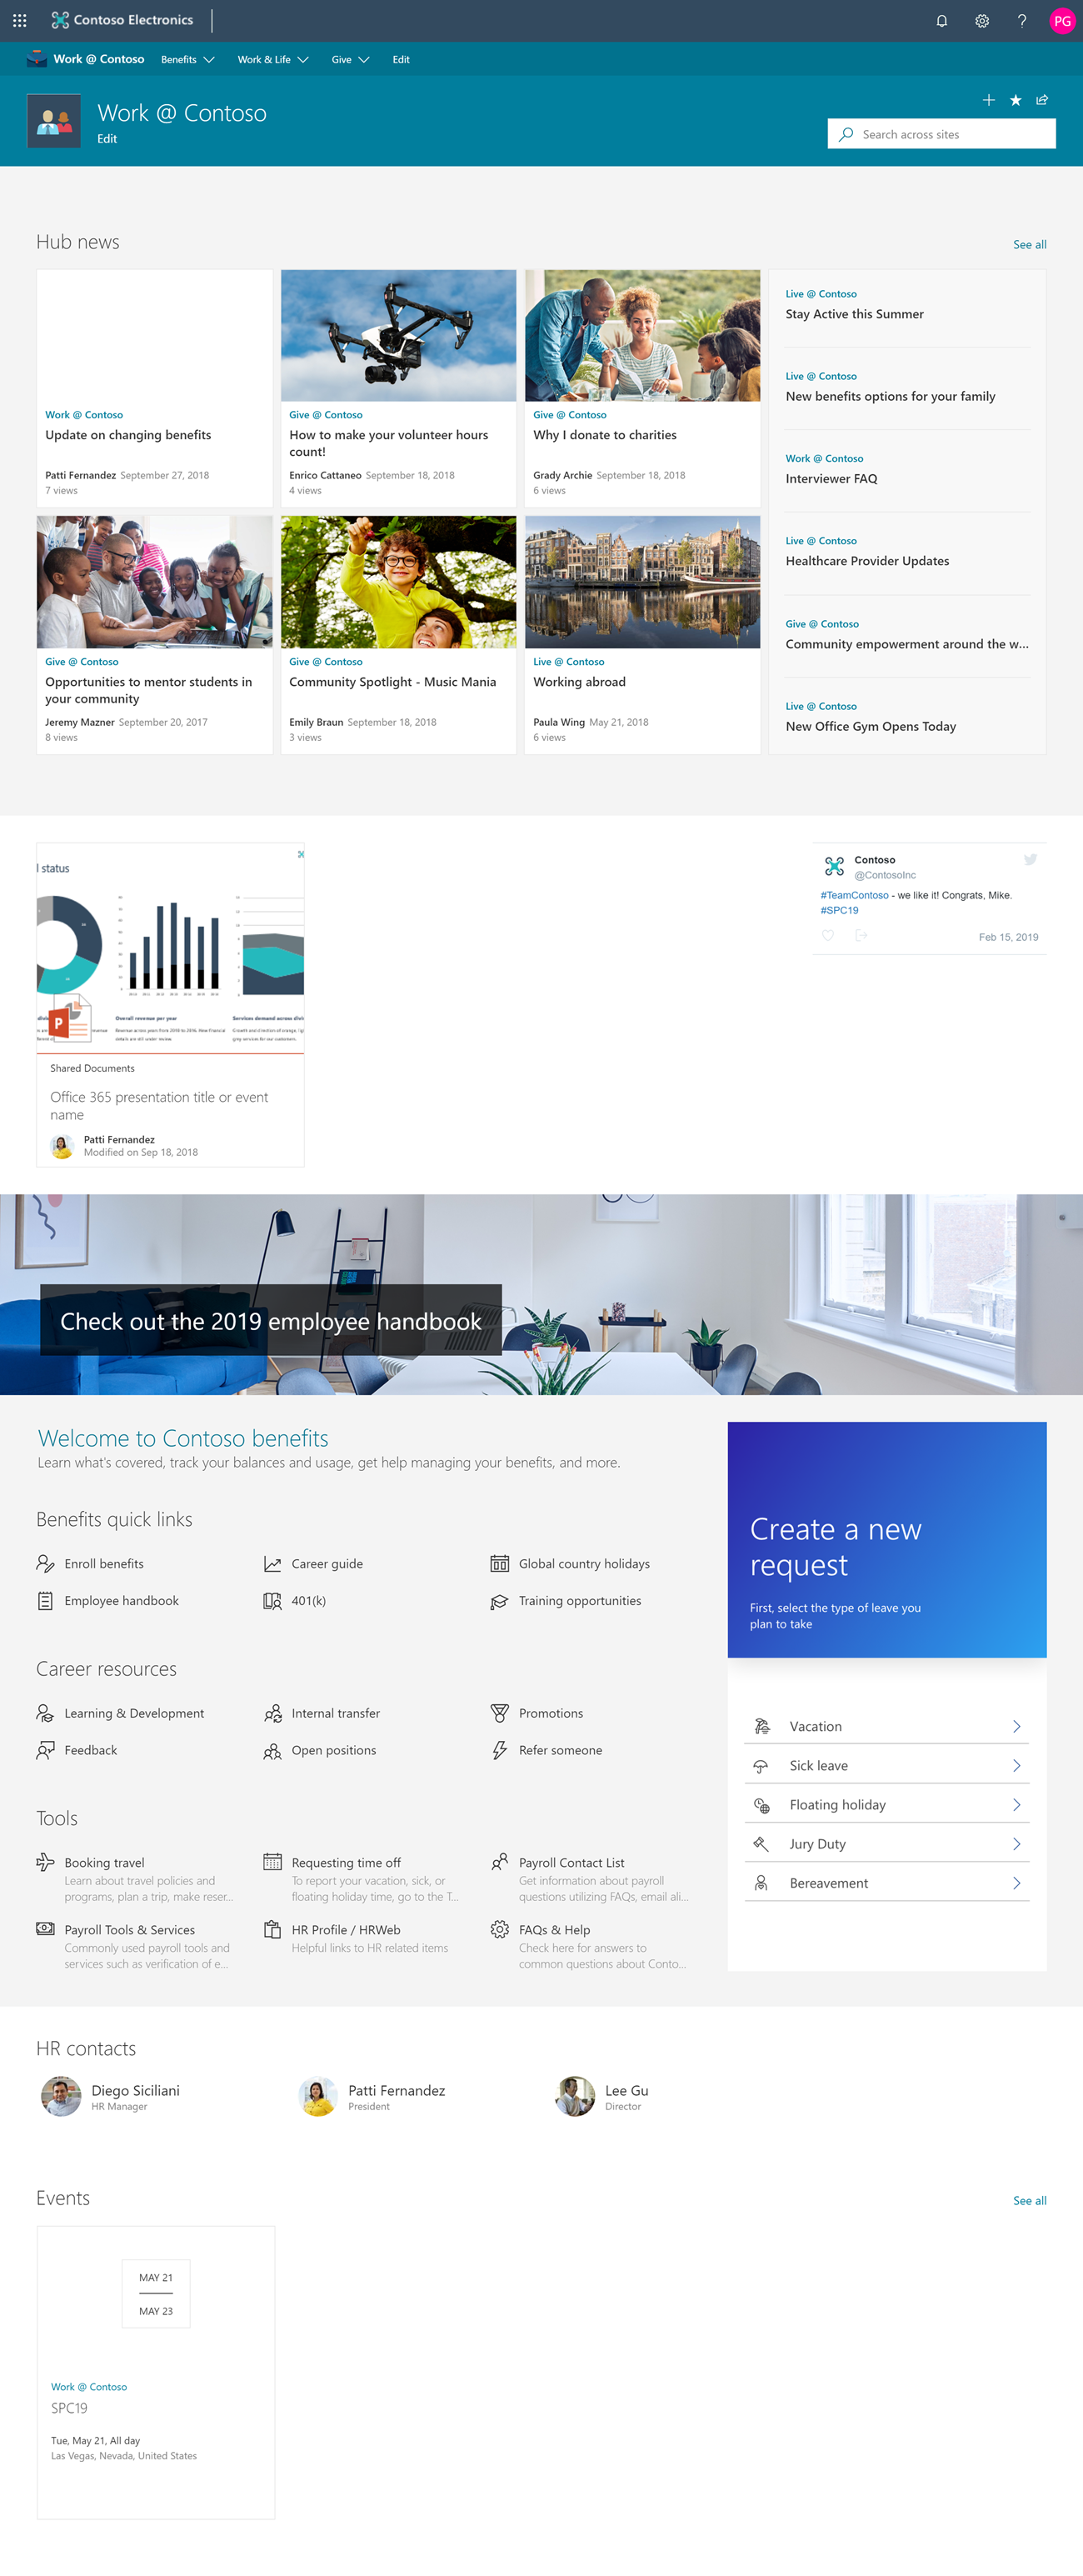 Contoso Electronics
PG
Work @ Contoso
Benefits
Work & Life
Give
Edit
Work @ Contoso
Edit
Search across sites
Hub news
See all
Work @ Contoso
Update on changing benefits
Patti Fernandez September 27, 2018
7 views
Give @ Contoso
How to make your volunteer hours
count!
Enrico Cattaneo September 18, 2018
4 views
Give @ Contoso
Why I donate to charities
Grady Archie September 18, 2018
6 views
Give @ Contoso
Opportunities to mentor students in
your community
Jeremy Mazner September 20, 2017
8 views
Give @ Contoso
Community Spotlight - Music Mania
Emily Braun September 18, 2018
3 views
Live @ Contoso
Working abroad
Paula Wing May 21, 2018
6 views
Live @ Contoso
Stay Active this Summer
Live @ Contoso
New benefits options for your family
Work @ Contoso
Interviewer FAQ
Live @ Contoso
Healthcare Provider Updates
Give @ Contoso
Community empowerment around the w...
Live @ Contoso
New Office Gym Opens Today
l status
Overall revenue per year
Services demand across divi
P
Shared Documents
Office 365 presentation title or event
name
Patti Fernandez
Modified on Sep 18, 2018
Contoso
@ContosoInc
#TeamContoso - we like it! Congrats, Mike.
#SPC19
Feb 15, 2019
Check out the 2019 employee handbook
Welcome to Contoso benefits
Learn what's covered, track your balances and usage, get help managing your benefits, and more.
Benefits quick links
Enroll benefits
Career guide
Global country holidays
Employee handbook
401(k)
Training opportunities
Career resources
Learning & Development
Internal transfer
Promotions
Feedback
Open positions
Refer someone
Tools
Booking travel
Learn about travel policies and
programs, plan a trip, make reser...
Requesting time off
To report your vacation, sick, or
floating holiday time, go to the T...
Payroll Contact List
Get information about payroll
questions utilizing FAQs, email ali...
Payroll Tools & Services
Commonly used payroll tools and
services such as verification of e...
HR Profile / HRWeb
Helpful links to HR related items
FAQs & Help
Check here for answers to
common questions about Conto...
Create a new
request
First, select the type of leave you
plan to take
Vacation
Sick leave
Floating holiday
Jury Duty
Bereavement
HR contacts
Diego Siciliani
HR Manager
Patti Fernandez
President
Lee Gu
Director
Events
See all
MAY 21
MAY 23
Work @ Contoso
SPC19
Tue, May 21, All day
Las Vegas, Nevada, United States